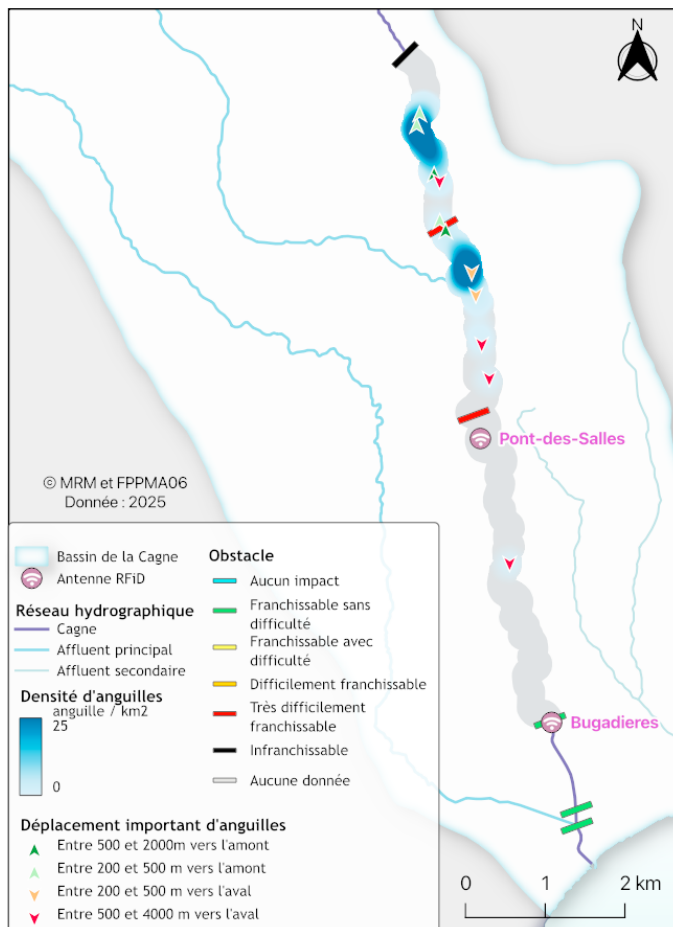 N
Pont-des-Salles
© MRM et FPPMA06
Donnée : 2025
Bugadieres
Bassin de la Cagne
Antenne RFiD
Réseau hydrographique
Cagne
Affluent principal
Affluent secondaire
Densité d'anguilles
anguille / km2
25
0
Obstacle
Aucun impact
Franchissable sans
difficulté
Franchissable avec
difficulté
Difficilement franchissable
Très difficilement
franchissable
Infranchissable
Aucune donnée
Déplacement important d'anguilles
Entre 500 et 2000m vers l'amont
Entre 200 et 500 m vers l'amont
Entre 200 et 500 m vers l'aval
Entre 500 et 4000 m vers l'aval
0 1 2 km